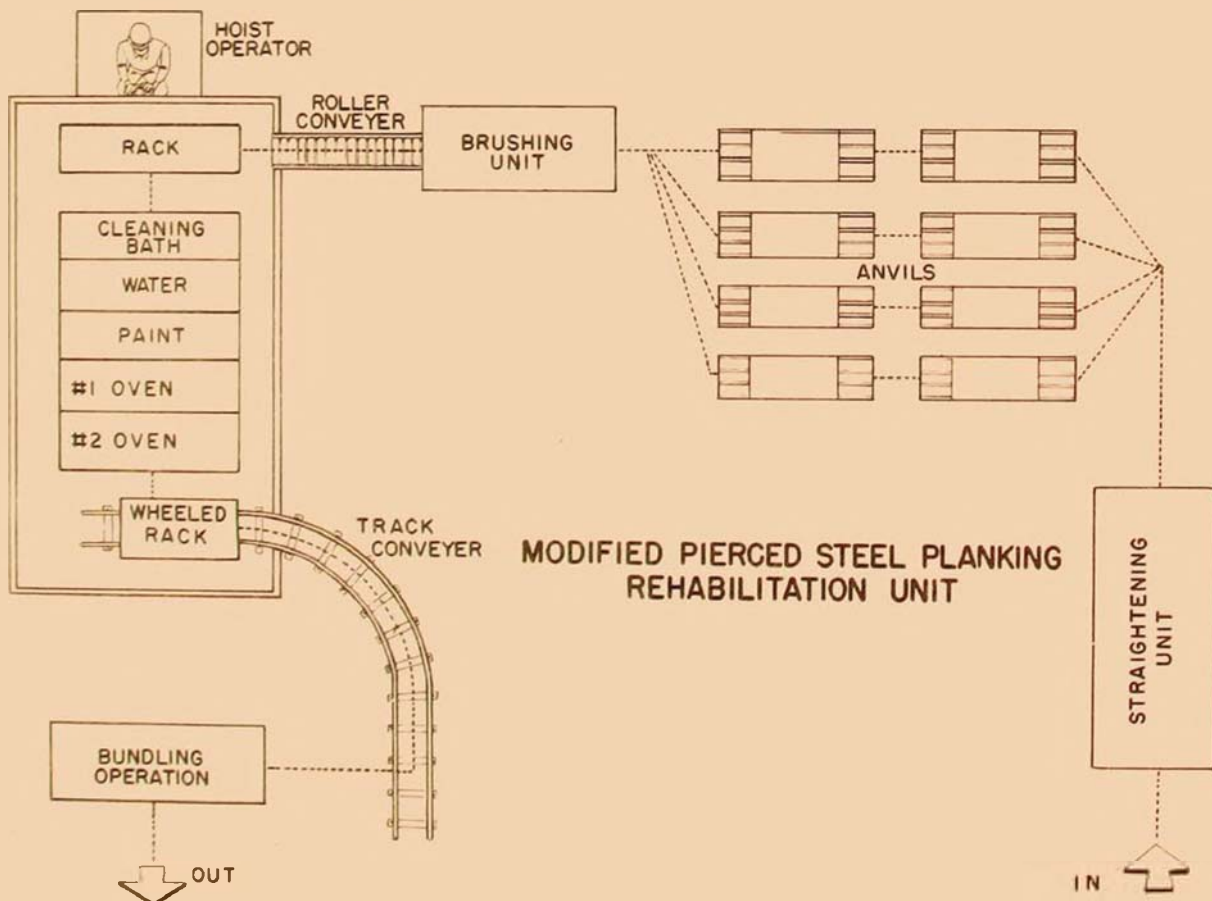 HOIST
OPERATOR
ROLLER
CONVEYER
RACK
BRUSHING
UNIT
CLEANING
BATH
WATER
PAINT
#1 OVEN
#2 OVEN
ANVILS
WHEELED
RACK
TRACK
CONVEYER
MODIFIED PIERCED STEEL PLANKING
REHABILITATION UNIT
STRAIGHTENING
UNIT
BUNDLING
OPERATION
OUT
IN